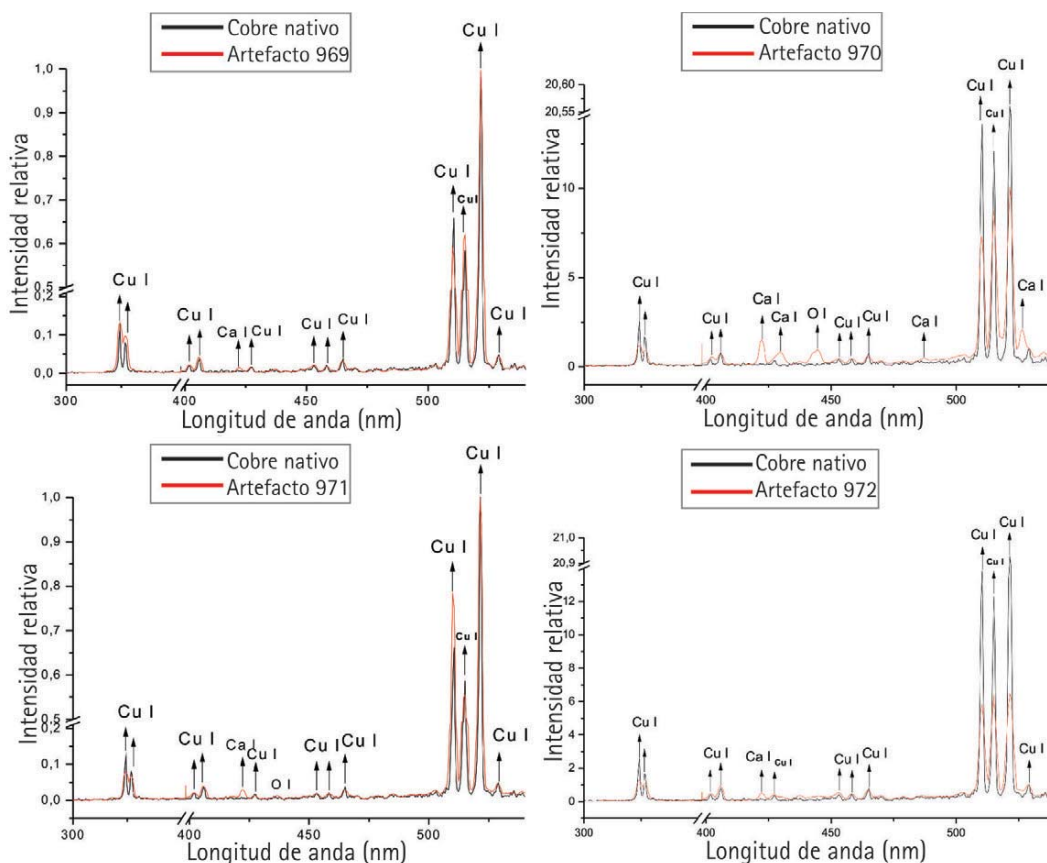 Cobre nativo
Artefacto 969
Intensidad relativa
1,0
0,9
0,8
0,7
0,6
0,5
0,2
0,1
0,0
Cu I
Cu I
Ca I
Cu I
Cu I
Cu I
Cu I
Cu I
Cu I
Cu I
300 400 450 500
Longitud de anda (nm)
Cobre nativo
Artefacto 970
Intensidad relativa
20,60
20,55
10
5
0
Cu I
Cu I
Ca I
Ca I
O I
Cu I
Cu I
Ca I
Cu I
Cu I
Cu I
Ca I
300 400 450 500
Longitud de anda (nm)
Cobre nativo
Artefacto 971
Intensidad relativa
1,0
0,9
0,8
0,7
0,6
0,5
0,2
0,1
0,0
Cu I
Cu I
Ca I
Cu I
O I
Cu I
Cu I
Cu I
Cu I
Cu I
Cu I
300 400 450 500
Longitud de anda (nm)
Cobre nativo
Artefacto 972
Intensidad relativa
21,0
20,9
12
10
8
6
4
2
0
Cu I
Cu I
Ca I
Cu I
Cu I
Cu I
Cu I
Cu I
Cu I
Cu I
300 400 450 500
Longitud de anda (nm)